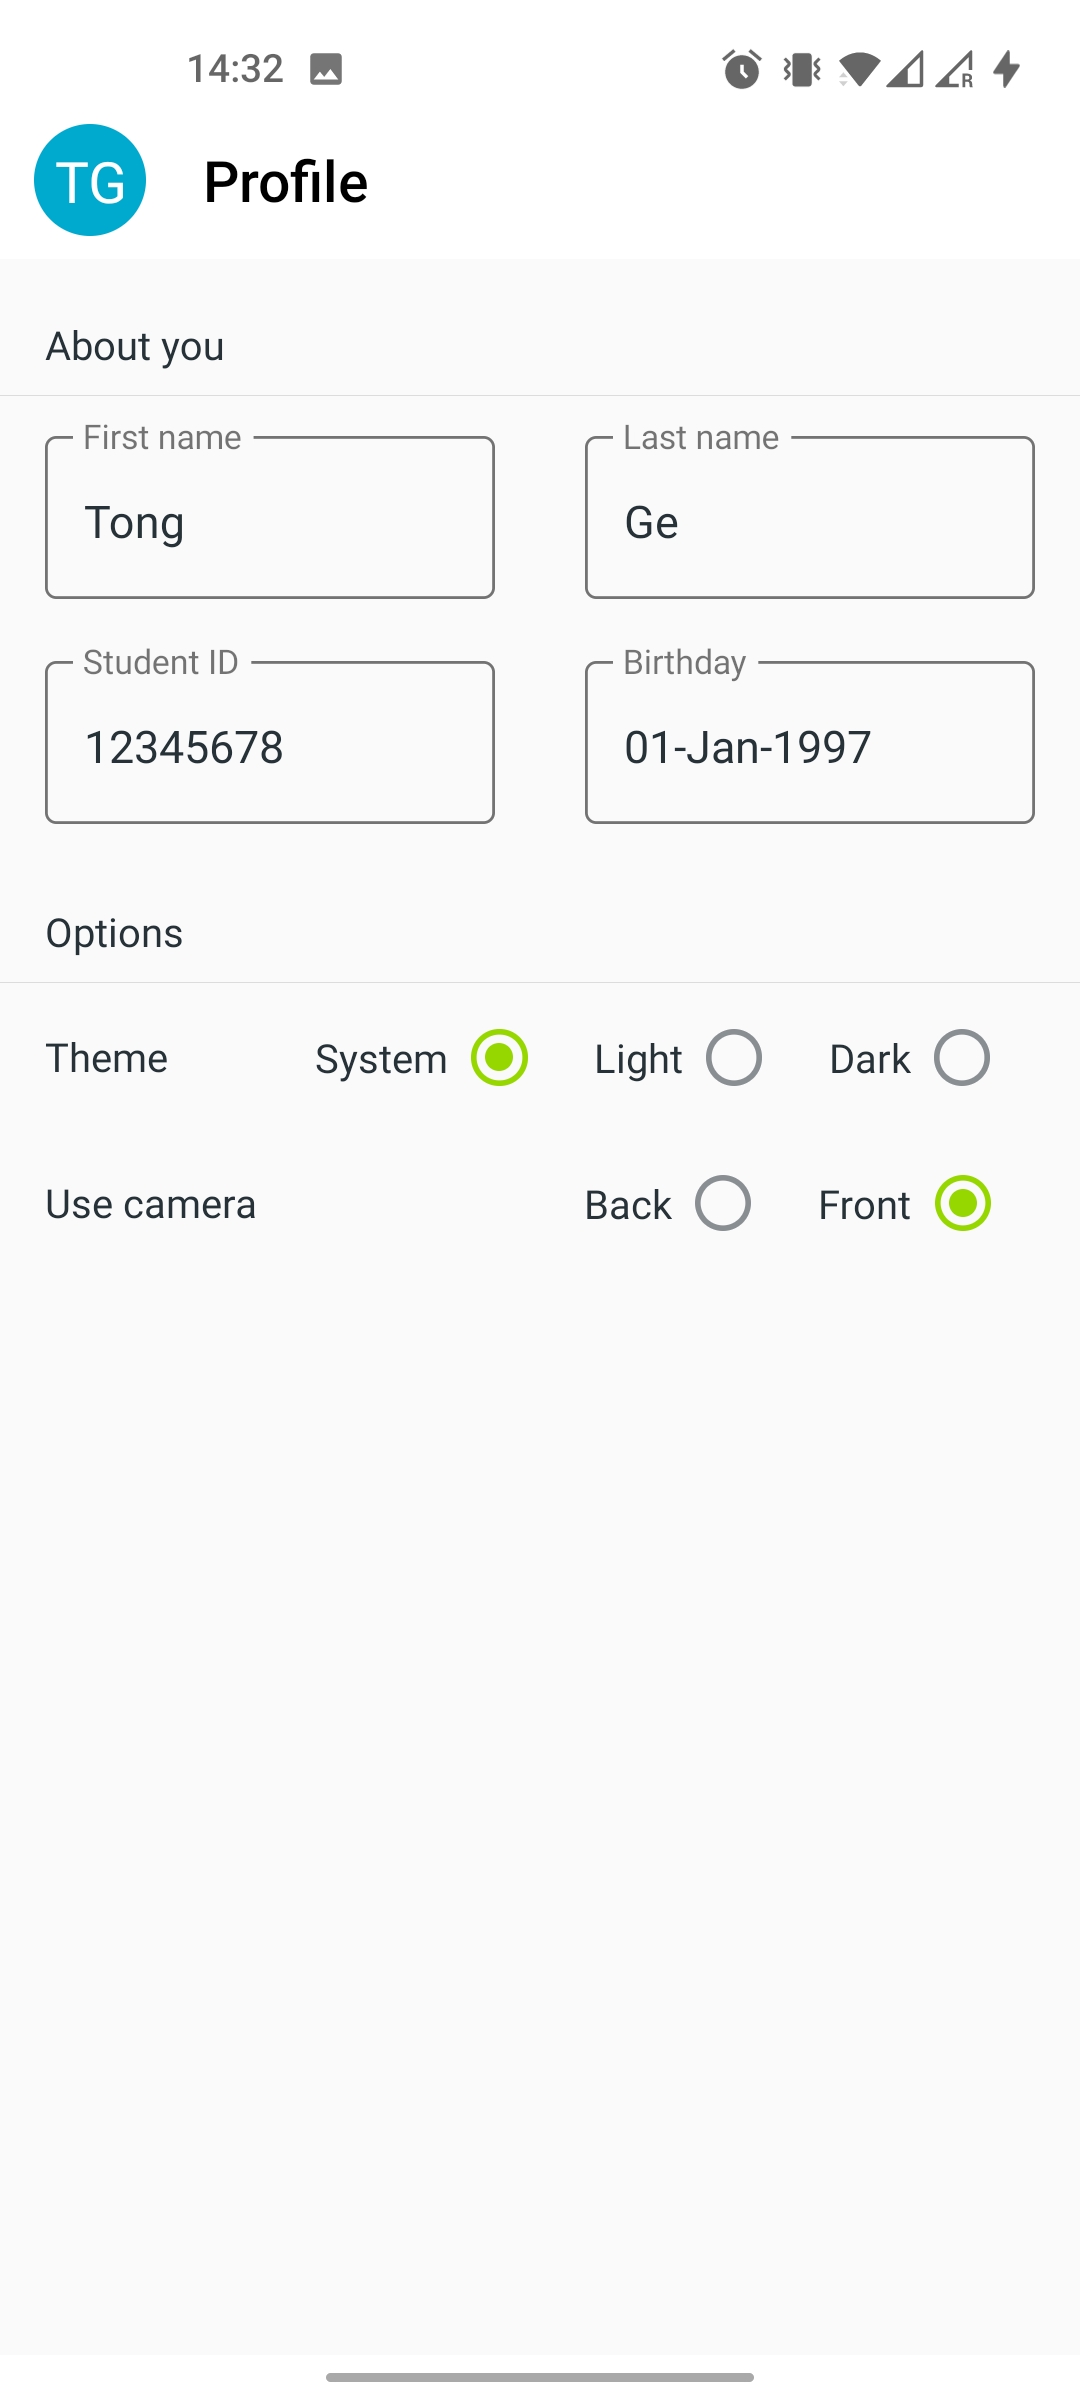 14:32
R
TG Profile
About you
First name Last name
Tong Ge
Student ID Birthday
12345678 01-Jan-1997
Options
Theme System Light Dark
Use camera Back Front